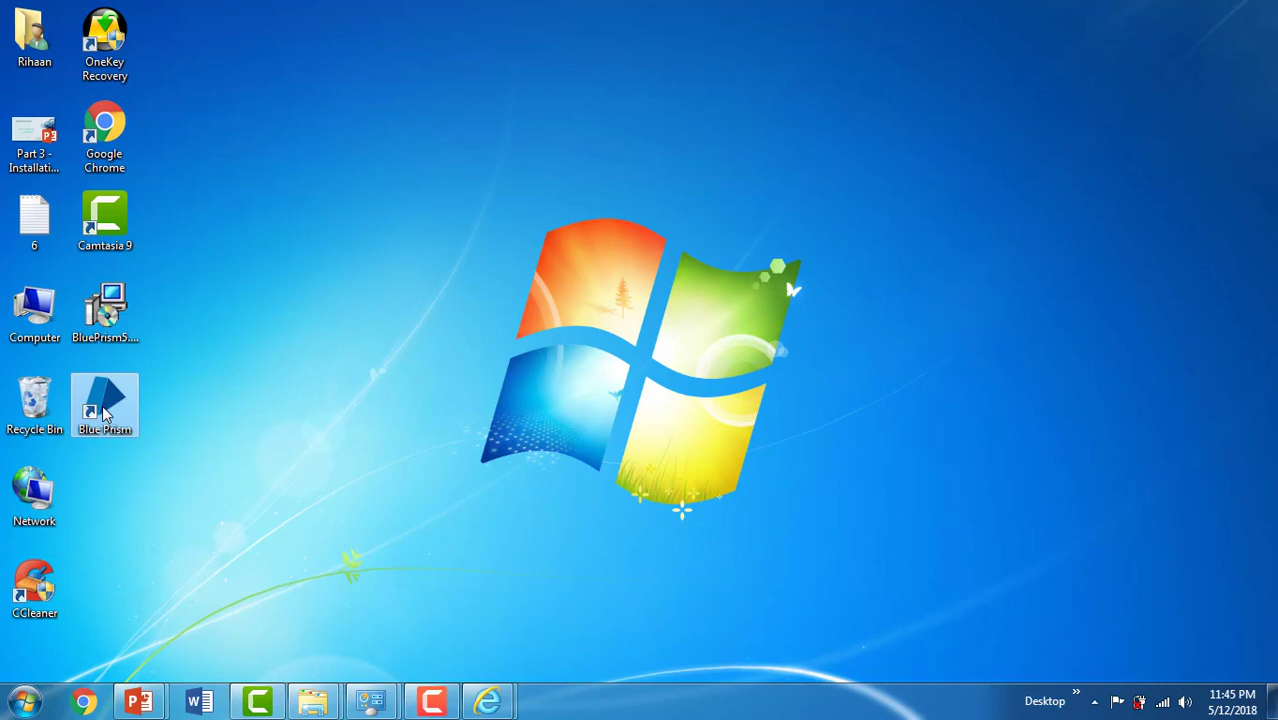 Rihaan
OneKey
Recovery
Part 3 -
Installati...
Google
Chrome
6
Camtasia 9
Computer
BluePrism5....
Recycle Bin
Blue Prism
Network
CCleaner
Desktop
11:45 PM
5/12/2018